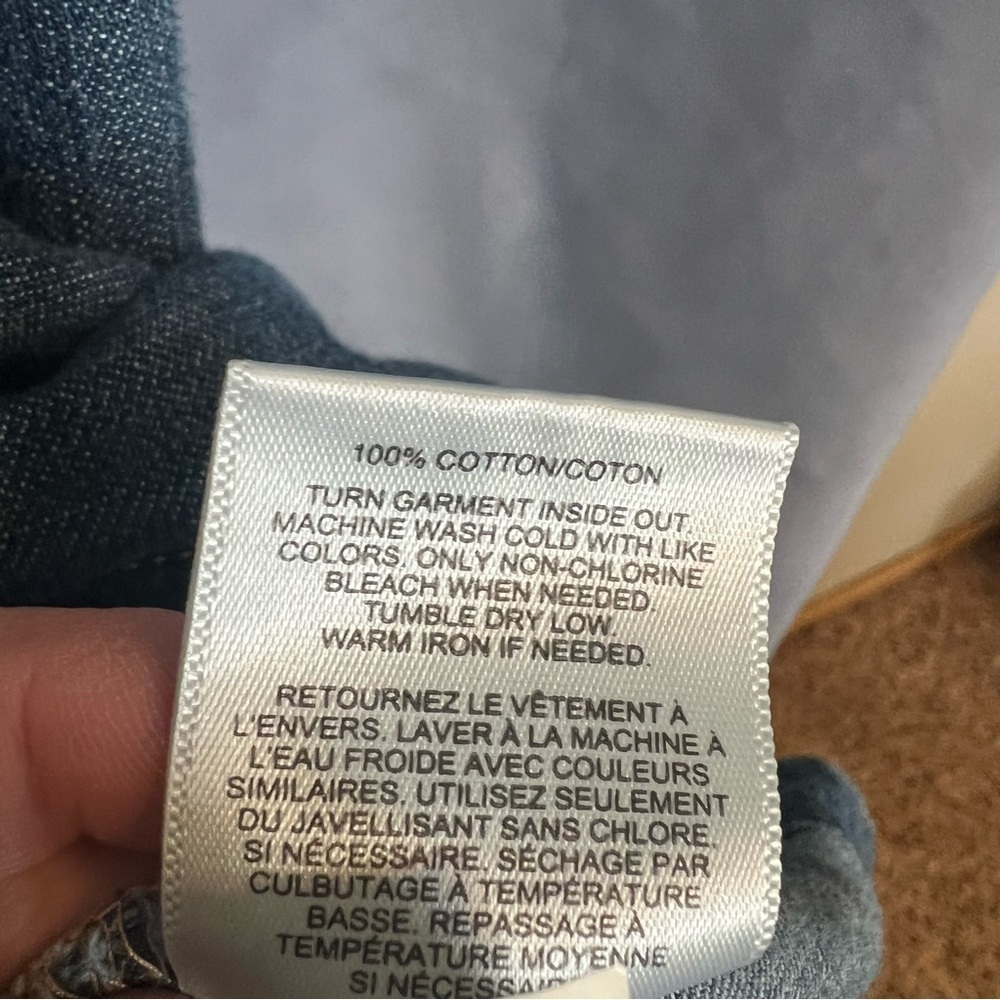 100% COTTON/COTON
TURN GARMENT INSIDE OUT.
MACHINE WASH COLD WITH LIKE
COLORS. ONLY NON-CHLORINE
BLEACH WHEN NEEDED.
TUMBLE DRY LOW.
WARM IRON IF NEEDED.
RETOURNEZ LE VÊTEMENT À
L'ENVERS. LAVER À LA MACHINE À
L'EAU FROIDE AVEC COULEURS
SIMILAIRES. UTILISEZ SEULEMENT
DU JAVELLISANT SANS CHLORE.
SI NÉCESSAIRE. SÉCHAGE PAR
CULBUTAGE À TEMPÉRATURE
BASSE. REPASSAGE À
TEMPÉRATURE MOYENNE
SI